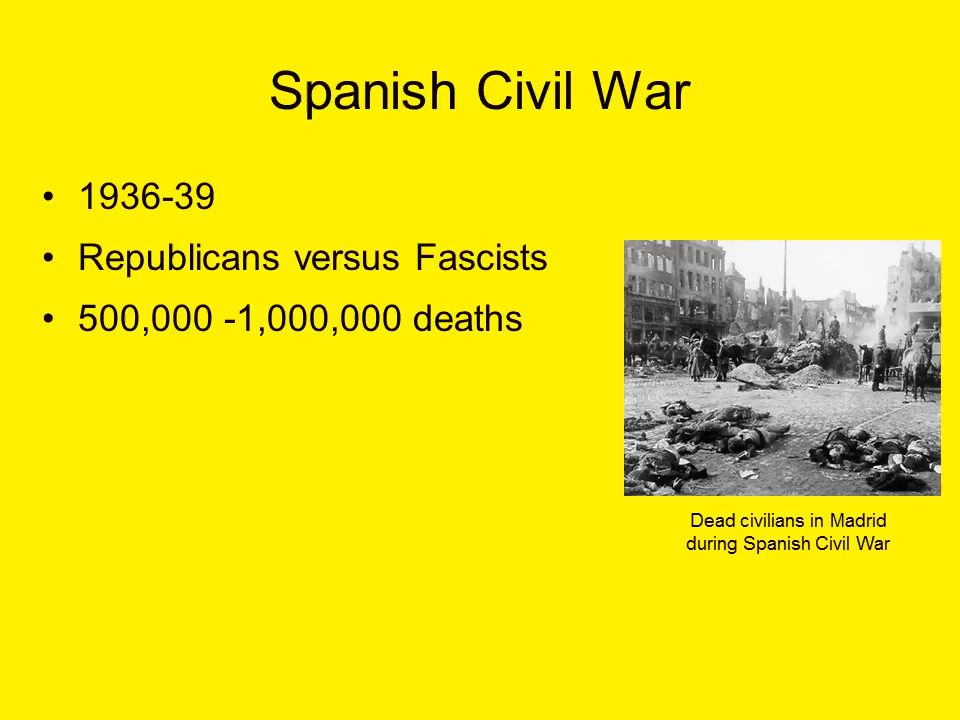 Spanish Civil War
• 1936-39
• Republicans versus Fascists
• 500,000 -1,000,000 deaths
Dead civilians in Madrid
during Spanish Civil War